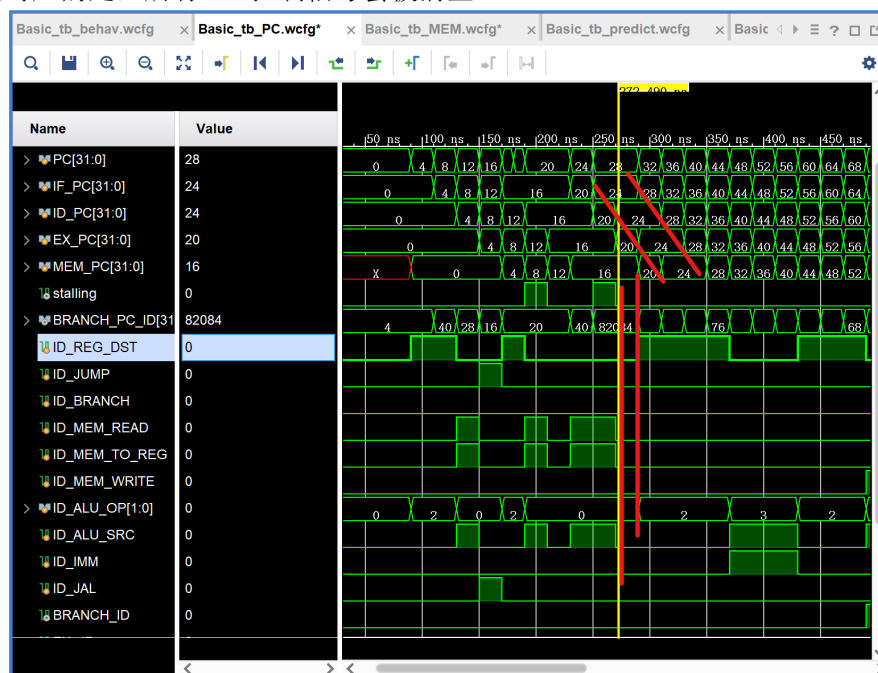 Basic_tb_behav.wcfg × Basic_tb_PC.wcfg* × Basic_tb_MEM.wcfg* × Basic_tb_predict.wcfg × Basic
272.490 ns
Name Value 50 ns 100 ns 150 ns 200 ns 250 ns 300 ns 350 ns 400 ns 450 ns
PC[31:0] 28 0 4 8 12 16 20 24 28 32 36 40 44 48 52 56 60 64 68
IF_PC[31:0] 24 0 4 8 12 16 20 24 28 32 36 40 44 48 52 56 60 64
ID_PC[31:0] 24 0 4 8 12 16 20 24 28 32 36 40 44 48 52 56 60
EX_PC[31:0] 20 0 4 8 12 16 20 24 28 32 36 40 44 48 52 56
MEM_PC[31:0] 16 X 0 4 8 12 16 20 24 28 32 36 40 44 48 52
stalling 0
BRANCH_PC_ID[31 82084 4 40 28 16 20 40 82084 76 68
ID_REG_DST 0
ID_JUMP 0
ID_BRANCH 0
ID_MEM_READ 0
ID_MEM_TO_REG 0
ID_MEM_WRITE 0
ID_ALU_OP[1:0] 0 0 2 0 2 0 2 3 2
ID_ALU_SRC 0
ID_IMM 0
ID_JAL 0
BRANCH_ID 0